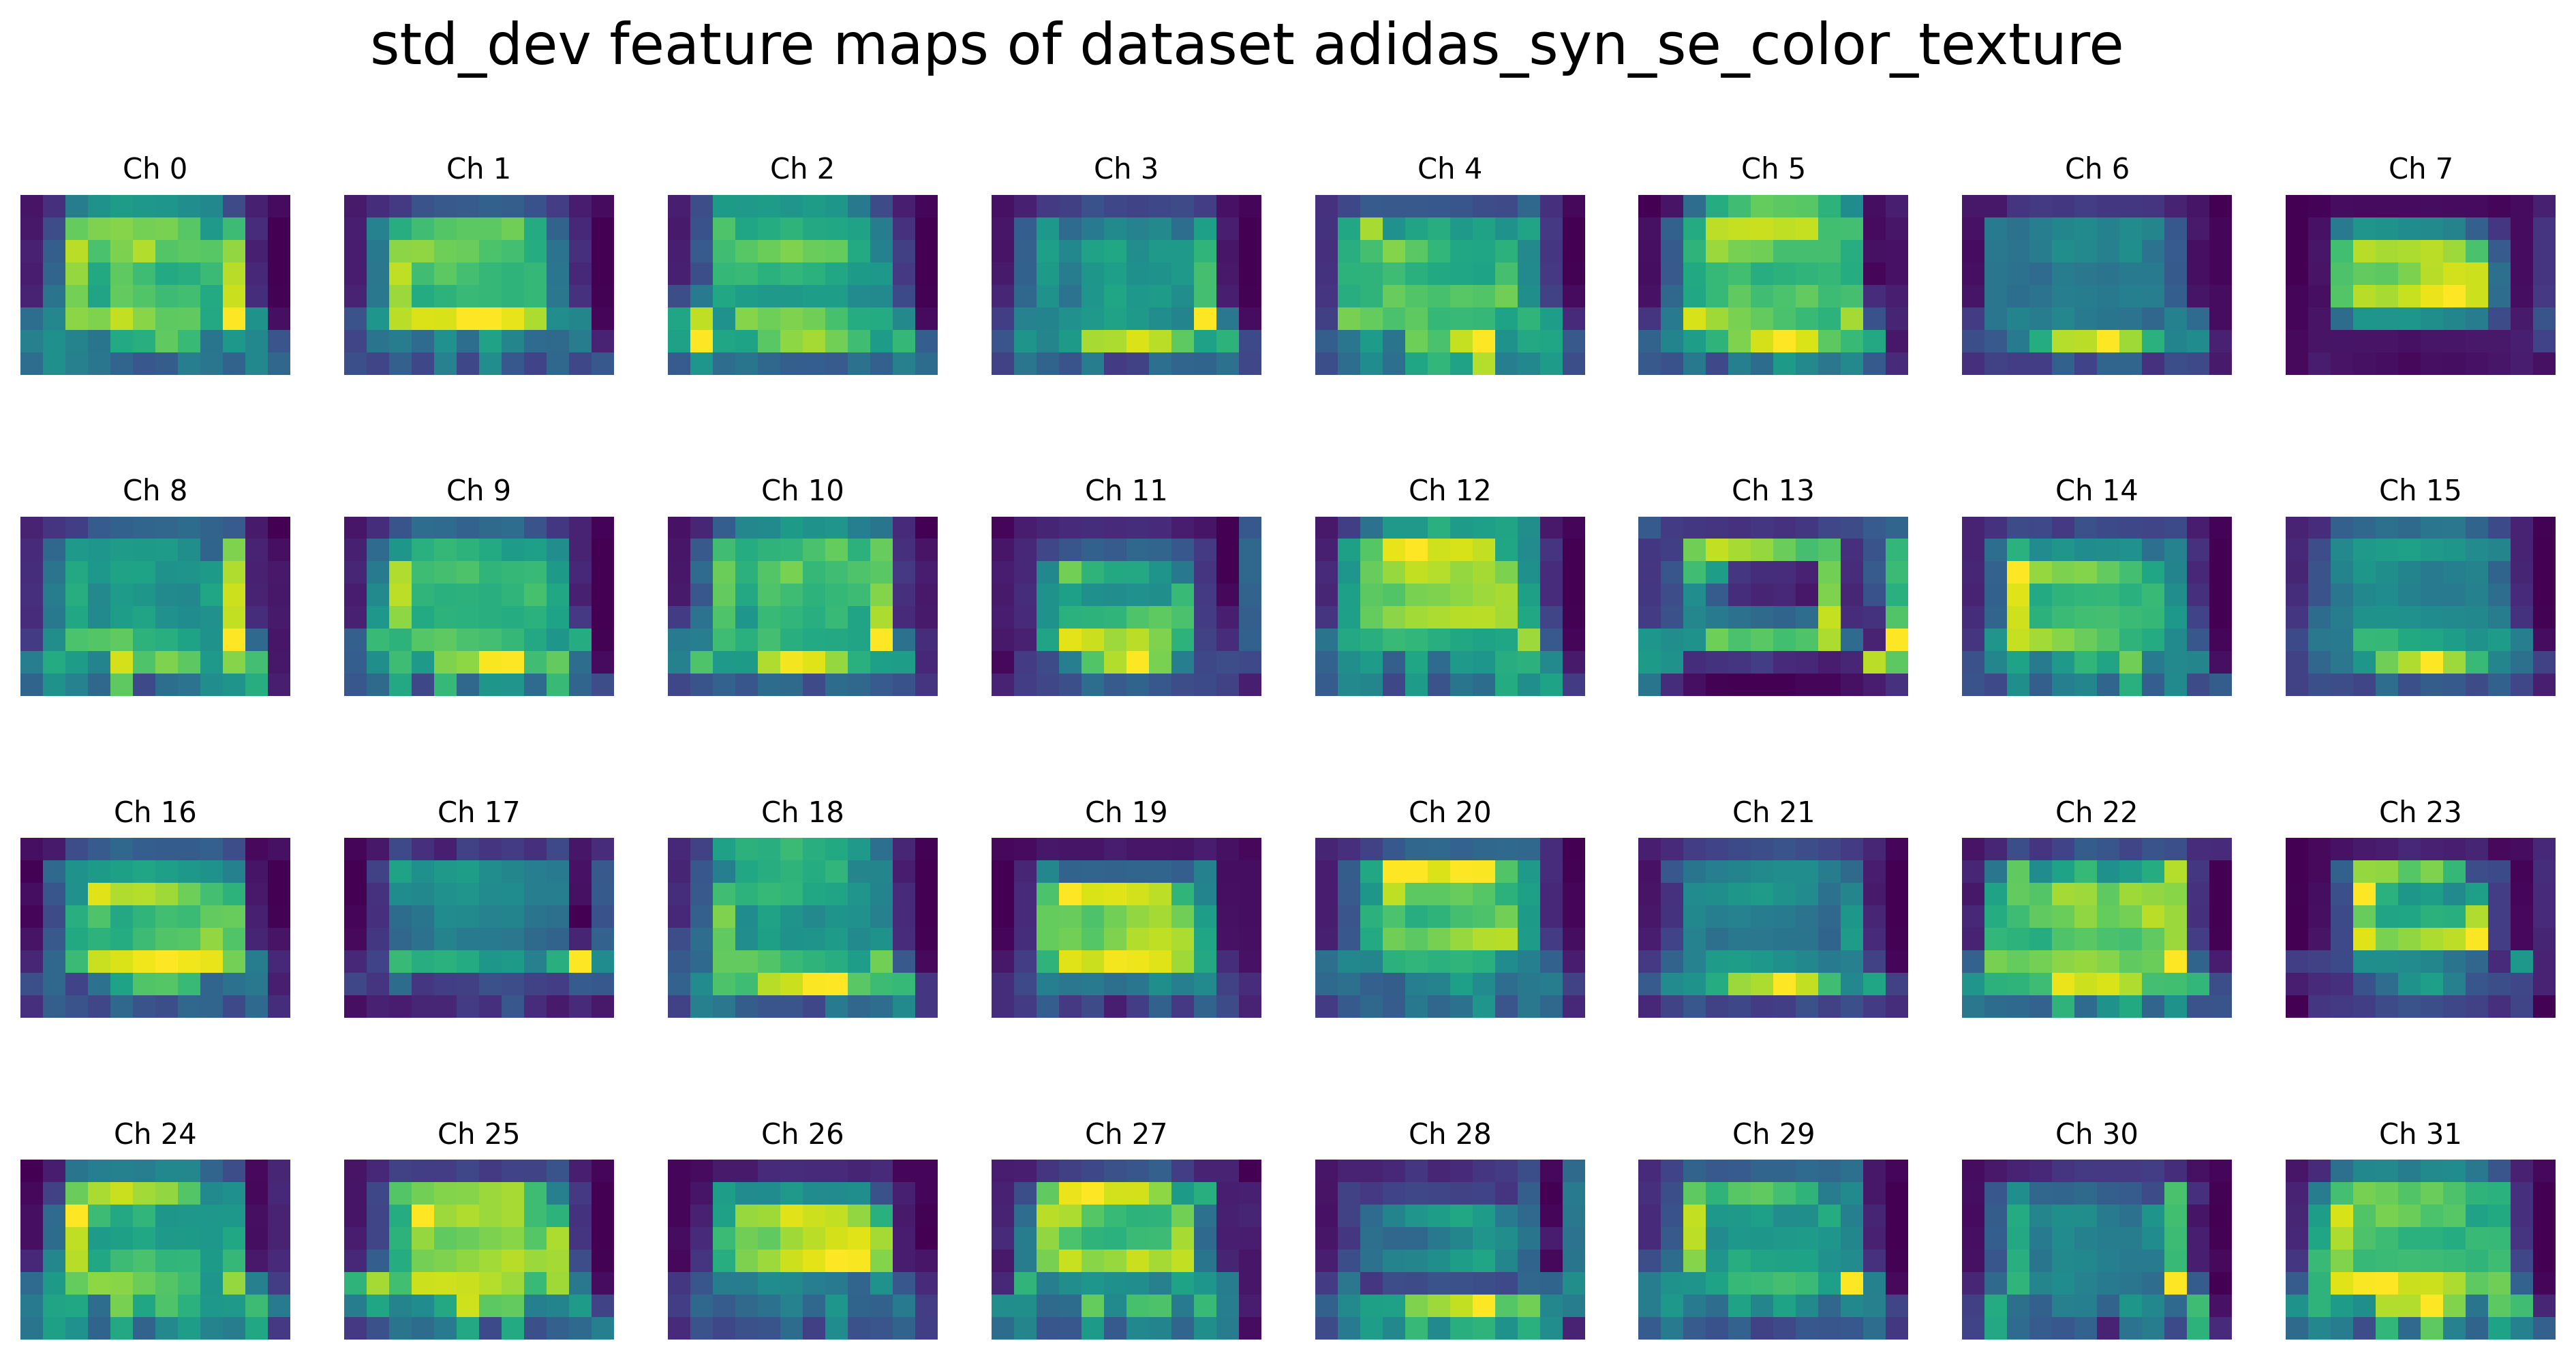 std_dev feature maps of dataset adidas_syn_se_color_texture
Ch 0 Ch 1 Ch 2 Ch 3 Ch 4 Ch 5 Ch 6 Ch 7
Ch 8 Ch 9 Ch 10 Ch 11 Ch 12 Ch 13 Ch 14 Ch 15
Ch 16 Ch 17 Ch 18 Ch 19 Ch 20 Ch 21 Ch 22 Ch 23
Ch 24 Ch 25 Ch 26 Ch 27 Ch 28 Ch 29 Ch 30 Ch 31